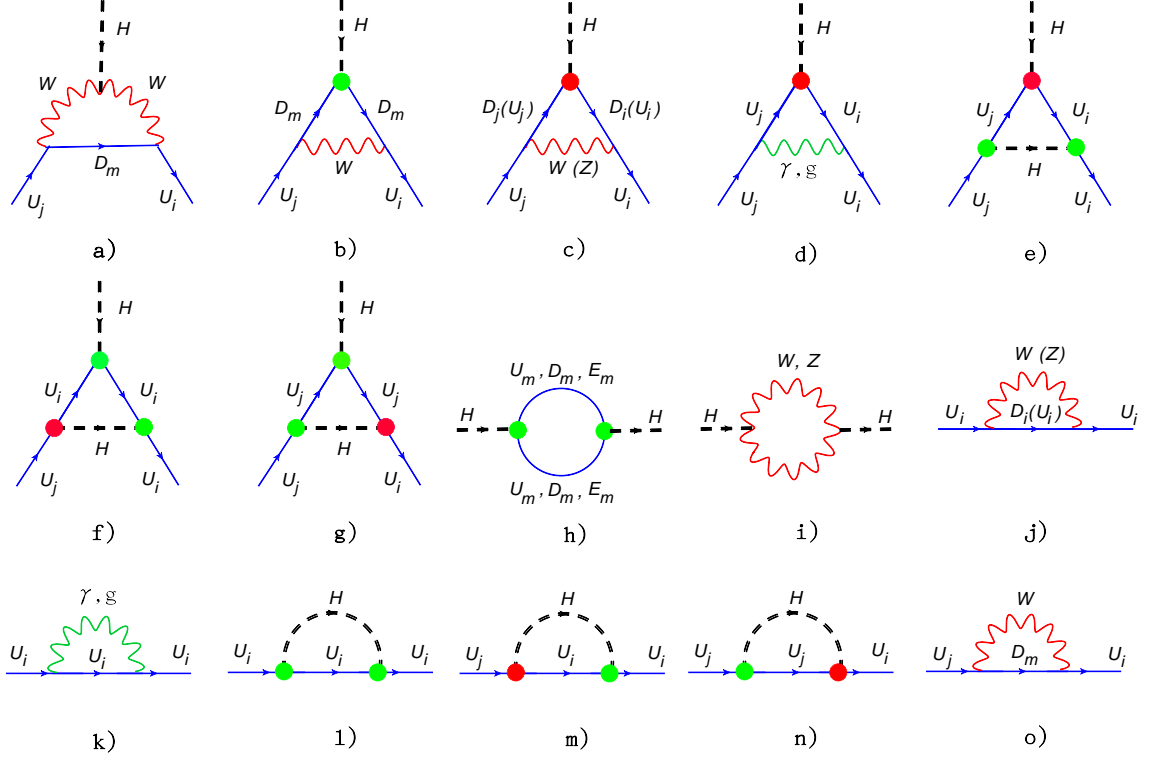 H
W W
D_m
U_j U_i
a)
H
D_m D_m
W
U_j U_i
b)
H
D_j(U_j) D_i(U_i)
W (Z)
U_j U_i
c)
H
U_j U_i
γ,g
U_j U_i
d)
H
U_j U_i
H
U_j U_i
e)
H
U_i U_i
H
U_j U_i
f)
H
U_j U_j
H
U_j U_i
g)
U_m, D_m, E_m
H H
U_m, D_m, E_m
h)
W, Z
H H
i)
W (Z)
U_i D_i(U_i) U_i
j)
γ,g
U_i U_i U_i
k)
H
U_i U_i U_i
l)
H
U_j U_i U_i
m)
H
U_j U_j U_i
n)
W
U_j D_m U_i
o)